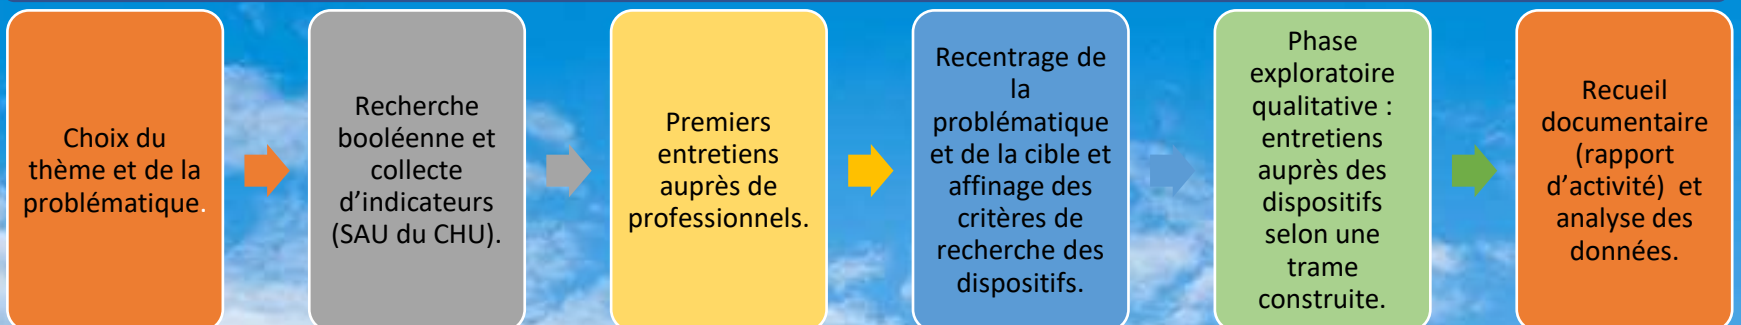 Choix du
thème et de la
problématique.
Recherche
booléenne et
collecte
d'indicateurs
(SAU du CHU).
Premiers
entretiens
auprès de
professionnels.
Recentrage de
la
problématique
et de la cible et
affinage des
critères de
recherche des
dispositifs.
Phase
exploratoire
qualitative :
entretiens
auprès des
dispositifs
selon une
trame
construite.
Recueil
documentaire
(rapport
d'activité) et
analyse des
données.